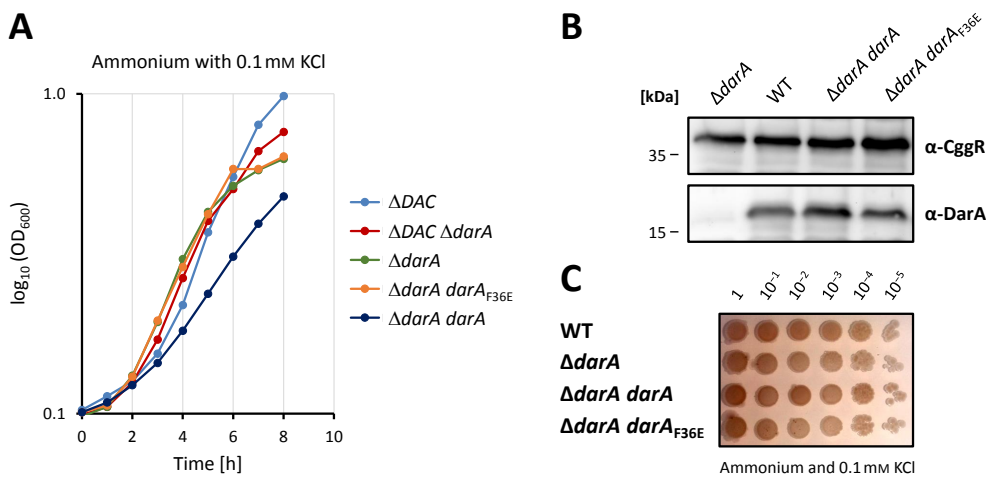 A
Ammonium with 0.1 mM KCl
1.0
0.1
log₁₀ (OD₆₀₀)
0 2 4 6 8 10
Time [h]
ΔDAC
ΔDAC ΔdarA
ΔdarA
ΔdarA darA_F36E
ΔdarA darA
B
[kDa]
ΔdarA WT ΔdarA darA ΔdarA darA_F36E
35
α-CggR
15
α-DarA
C
1 10⁻¹ 10⁻² 10⁻³ 10⁻⁴ 10⁻⁵
WT
ΔdarA
ΔdarA darA
ΔdarA darA_F36E
Ammonium and 0.1 mM KCl